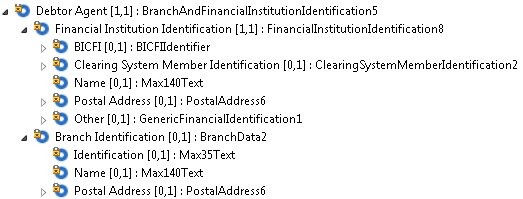 Debtor Agent [1,1] : BranchAndFinancialInstitutionIdentification5
Financial Institution Identification [1,1] : FinancialInstitutionIdentification8
BICFI [0,1] : BICFIIdentifier
Clearing System Member Identification [0,1] : ClearingSystemMemberIdentification2
Name [0,1] : Max140Text
Postal Address [0,1] : PostalAddress6
Other [0,1] : GenericFinancialIdentification1
Branch Identification [0,1] : BranchData2
Identification [0,1] : Max35Text
Name [0,1] : Max140Text
Postal Address [0,1] : PostalAddress6